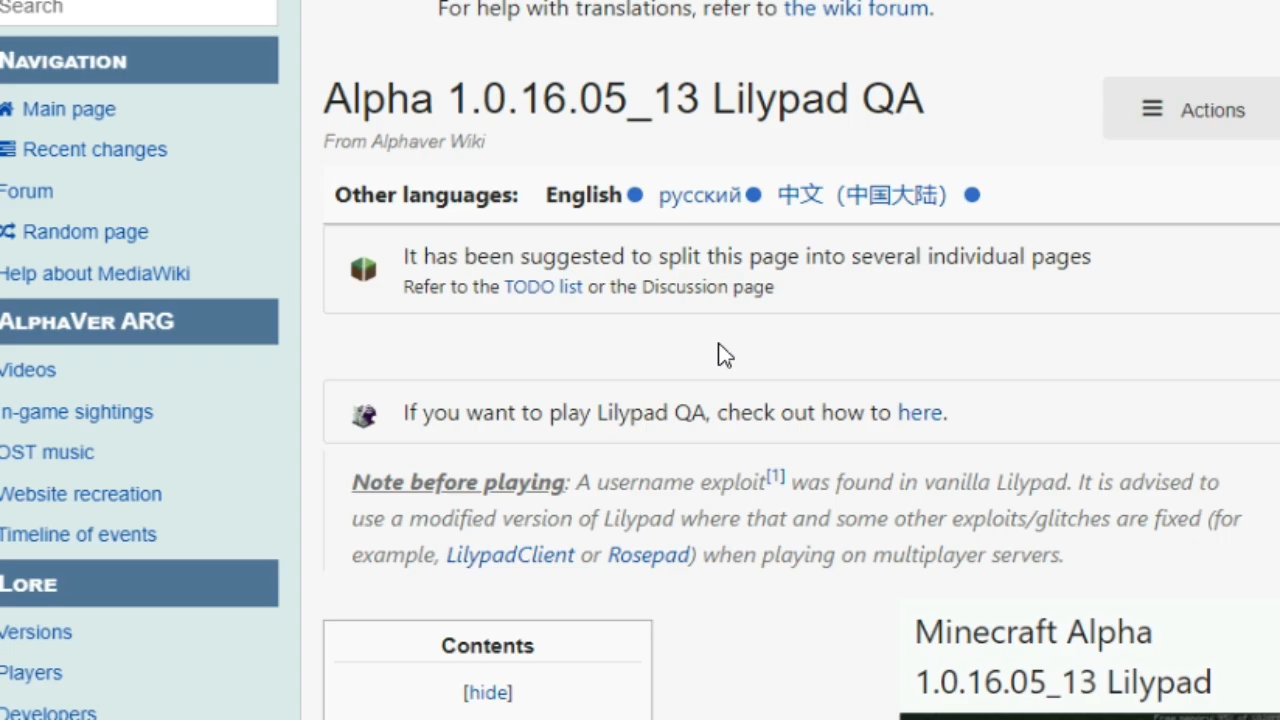 Search
For help with translations, refer to the wiki forum.
NAVIGATION
Main page
Recent changes
Forum
Random page
Help about MediaWiki
ALPHAVER ARG
Videos
In-game sightings
OST music
Website recreation
Timeline of events
LORE
Versions
Players
Developers
Alpha 1.0.16.05_13 Lilypad QA
Actions
From Alphaver Wiki
Other languages: English русский 中文（中国大陆）
It has been suggested to split this page into several individual pages
Refer to the TODO list or the Discussion page
If you want to play Lilypad QA, check out how to here.
Note before playing: A username exploit[1] was found in vanilla Lilypad. It is advised to
use a modified version of Lilypad where that and some other exploits/glitches are fixed (for
example, LilypadClient or Rosepad) when playing on multiplayer servers.
Contents
[hide]
Minecraft Alpha
1.0.16.05_13 Lilypad